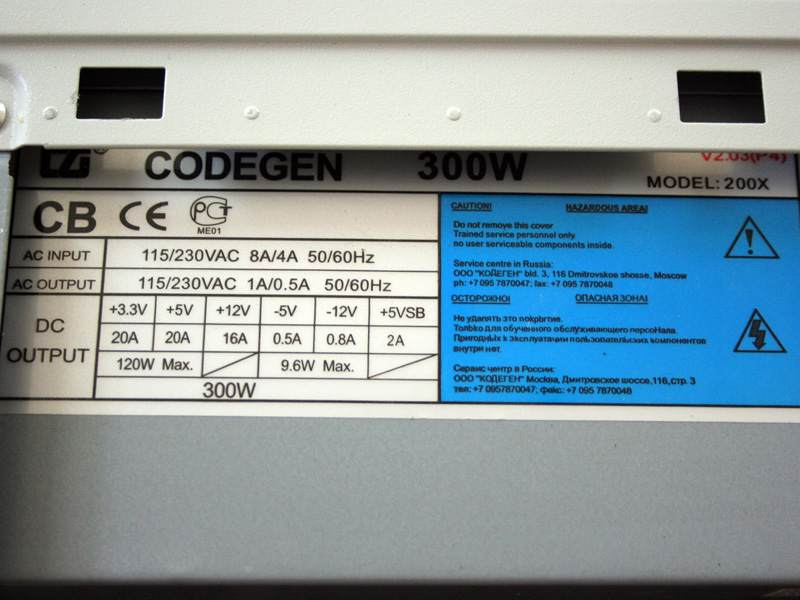 CG® CODEGEN 300W V2.03(P4)
MODEL: 200X
CB CE PCT
ME01
AC INPUT 115/230VAC 8A/4A 50/60Hz
AC OUTPUT 115/230VAC 1A/0.5A 50/60Hz
DC OUTPUT
+3.3V +5V +12V -5V -12V +5VSB
20A 20A 16A 0.5A 0.8A 2A
120W Max. 9.6W Max.
300W
CAUTION! HAZARDOUS AREA!
Do not remove this cover
Trained service personnel only
no user serviceable components inside.
Service centre in Russia:
ООО "КОДЕГЕН" bld. 3, 116 Dmitrovskoe shosse, Moscow
ph: +7 095 7870047; fax: +7 095 7870048
ОСТОРОЖНО! ОПАСНАЯ ЗОНА!
Не удалять это покрытие.
Только для обученного обслуживающего персоНала.
Пригодных к эксплуатации пользовательских компонентов
внутри нет.
Сервис центр в России:
ООО "КОДЕГЕН" Москва, Дмитровское шоссе,116,стр. 3
тел: +7 0957870047; факс: +7 095 7870048